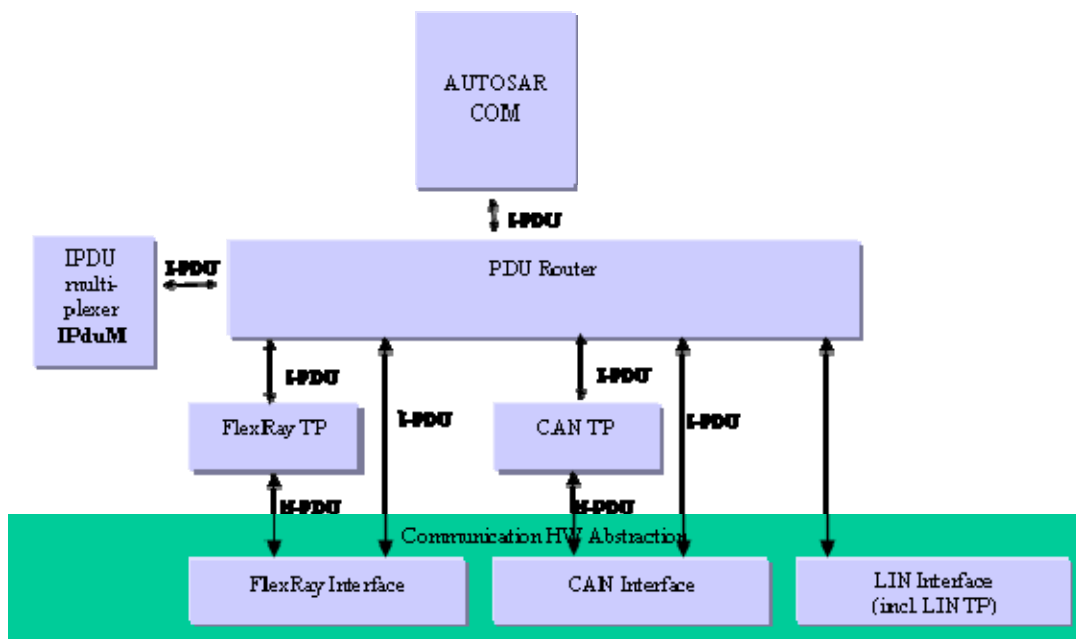 AUTOSAR
COM
I-PDU
IPDU
multi-
plexer
IPduM
I-PDU
PDU Router
I-PDU
I-PDU
I-PDU
I-PDU
FlexRay TP
CAN TP
N-PDU
N-PDU
Communication HW Abstraction
FlexRay Interface
CAN Interface
LIN Interface
(incl. LIN TP)